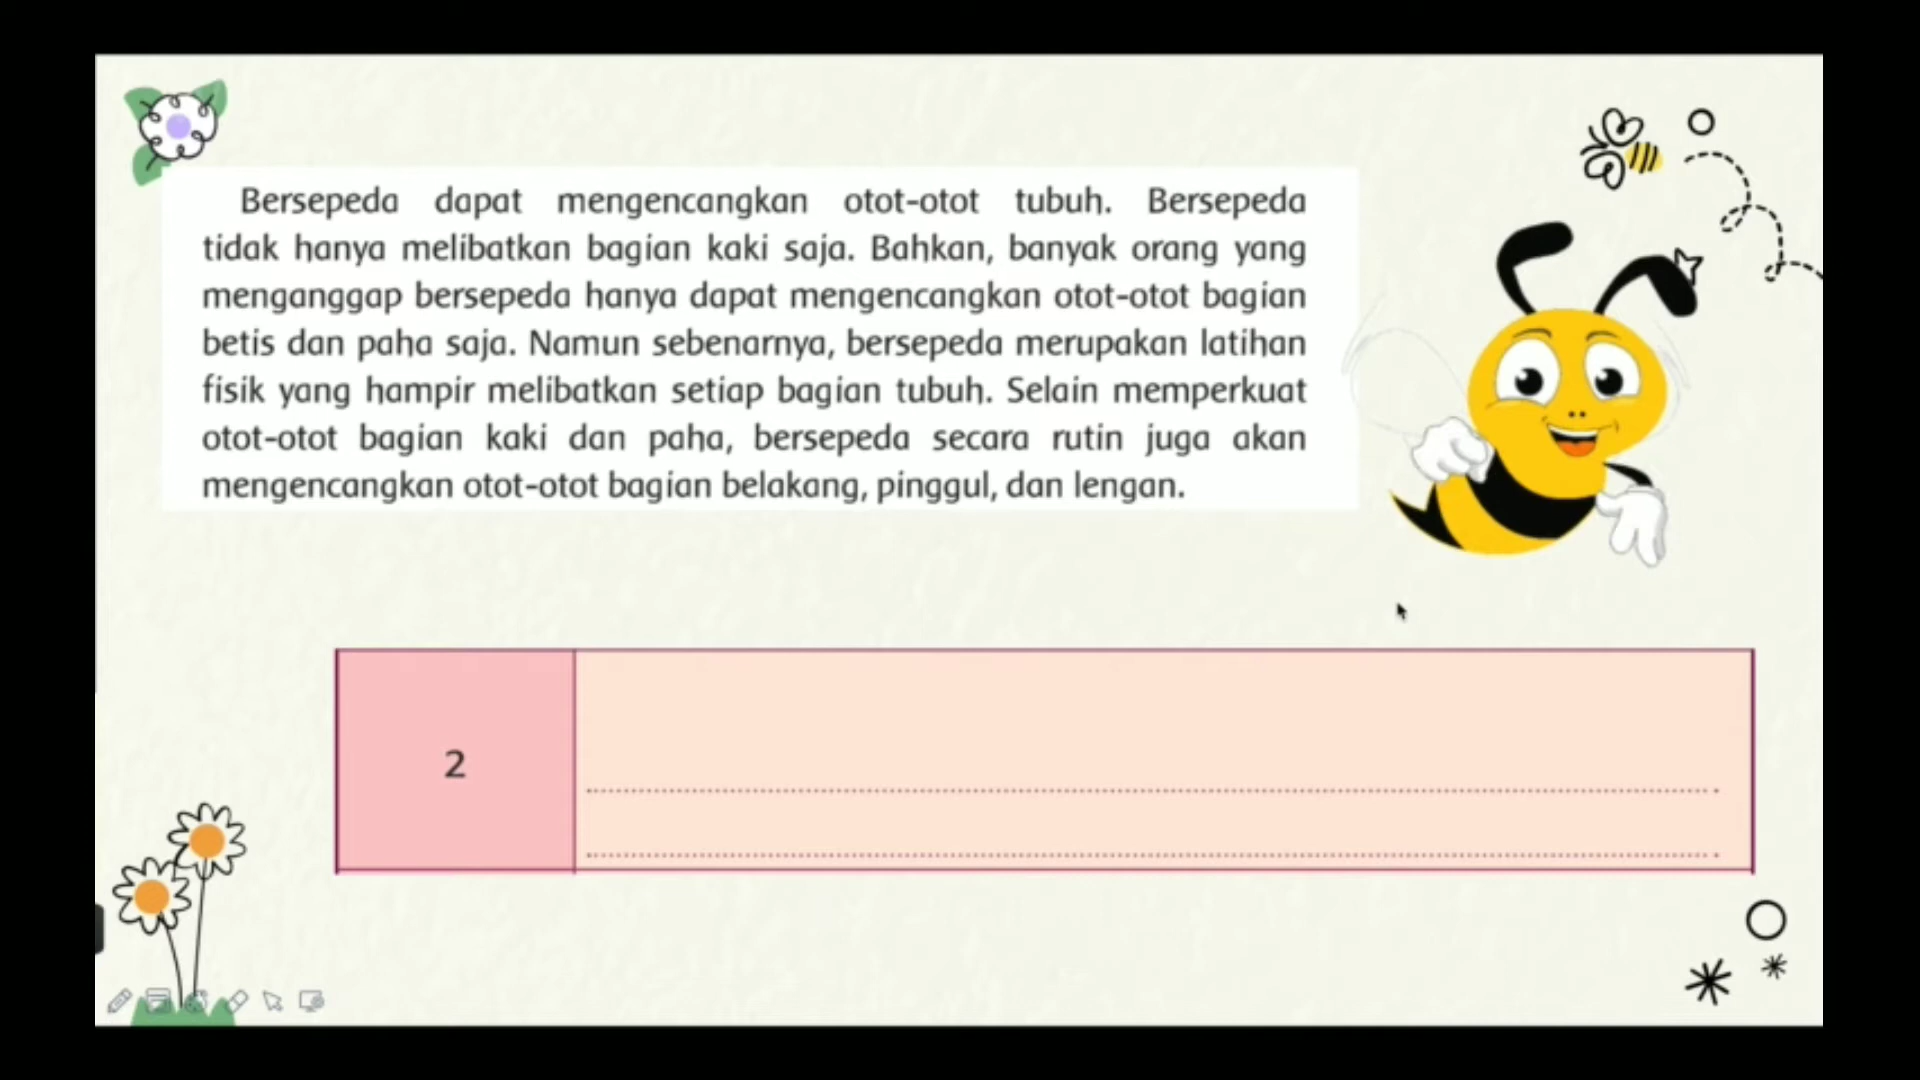 Bersepeda dapat mengencangkan otot-otot tubuh. Bersepeda
tidak hanya melibatkan bagian kaki saja. Bahkan, banyak orang yang
menganggap bersepeda hanya dapat mengencangkan otot-otot bagian
betis dan paha saja. Namun sebenarnya, bersepeda merupakan latihan
fisik yang hampir melibatkan setiap bagian tubuh. Selain memperkuat
otot-otot bagian kaki dan paha, bersepeda secara rutin juga akan
mengencangkan otot-otot bagian belakang, pinggul, dan lengan.
2